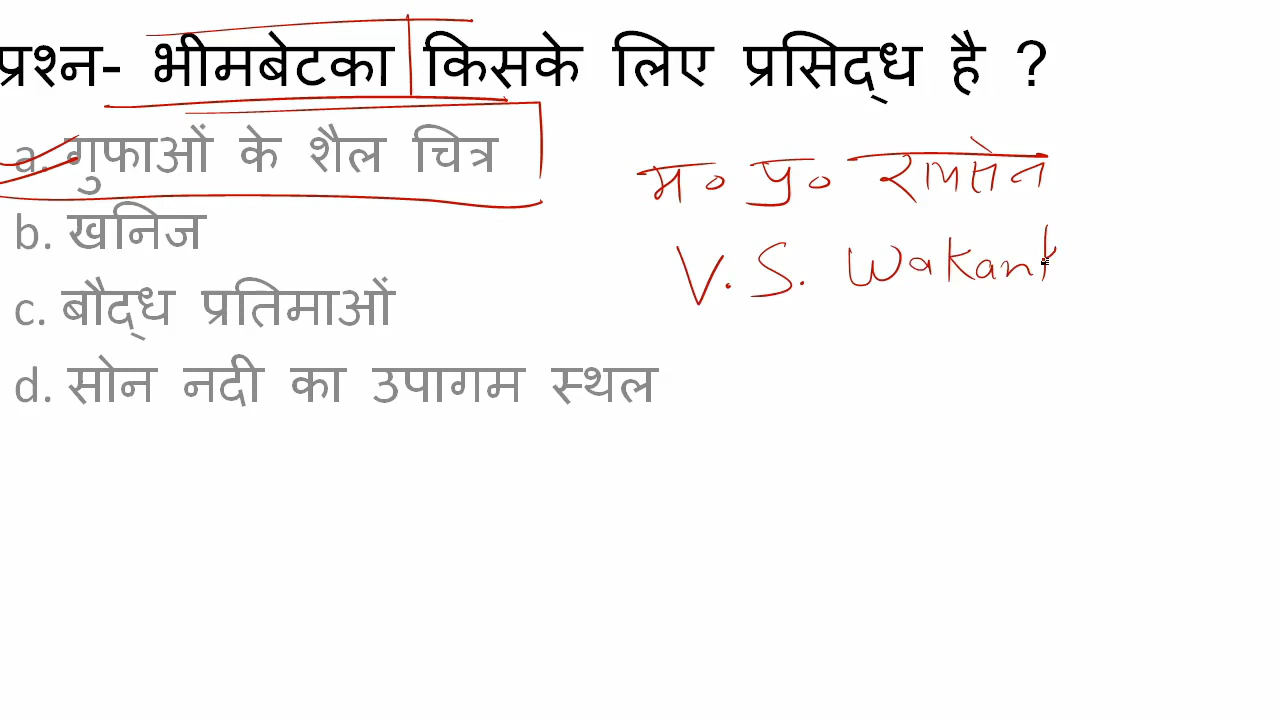 प्रश्न- भीमबेटका किसके लिए प्रसिद्ध है ?
a. गुफाओं के शैल चित्र
b. खनिज
c. बौद्ध प्रतिमाओं
d. सोन नदी का उपागम स्थल
म० प्र० रायसेन
V. S. Wakank